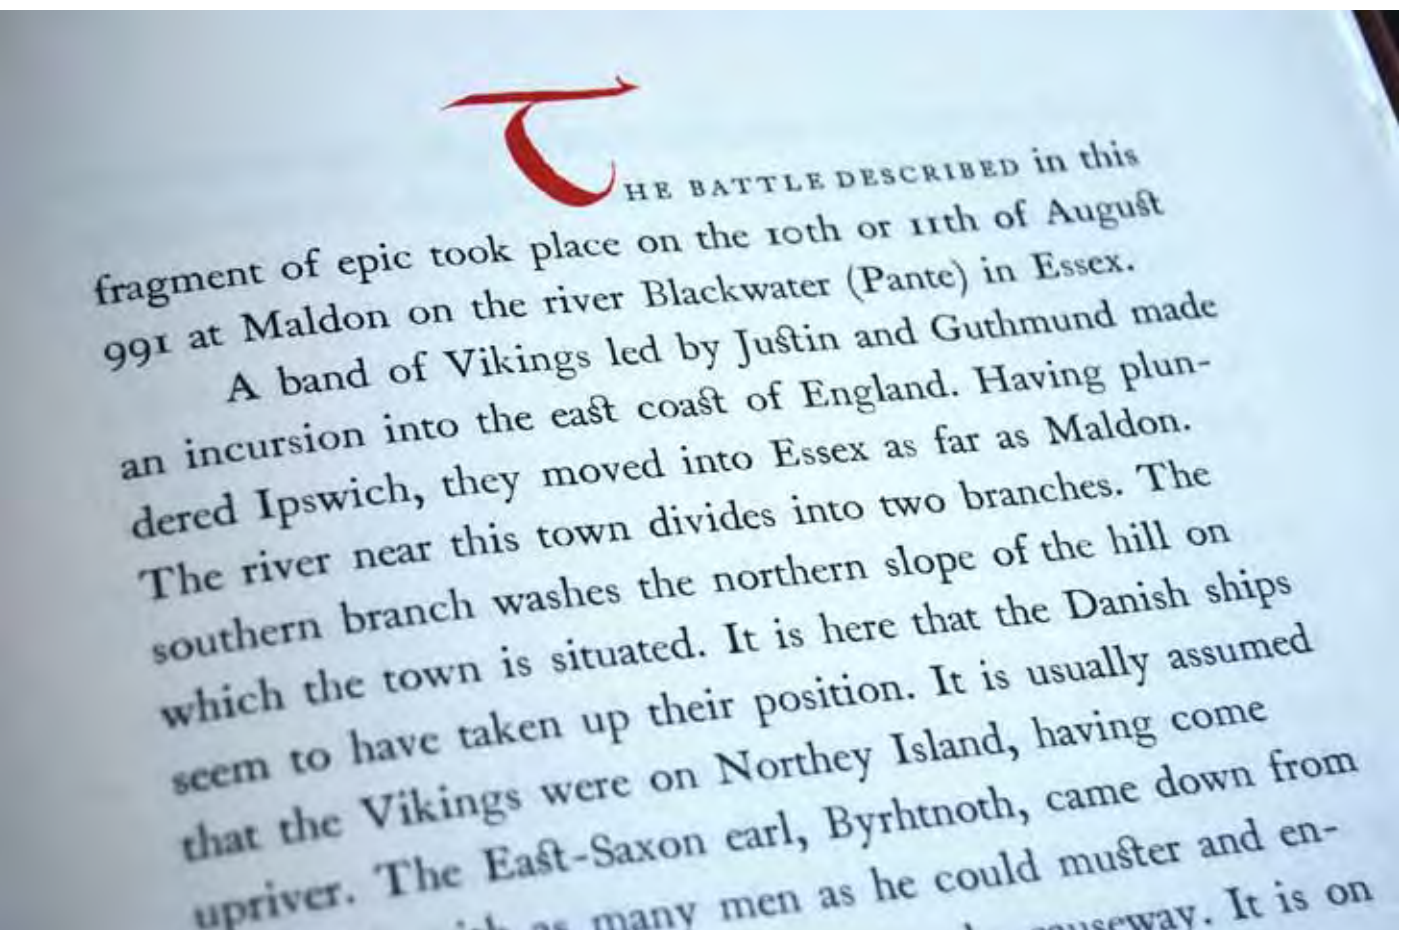 THE BATTLE DESCRIBED in this
fragment of epic took place on the 10th or 11th of August
991 at Maldon on the river Blackwater (Pante) in Essex.
A band of Vikings led by Justin and Guthmund made
an incursion into the east coast of England. Having plun-
dered Ipswich, they moved into Essex as far as Maldon.
The river near this town divides into two branches. The
southern branch washes the northern slope of the hill on
which the town is situated. It is here that the Danish ships
seem to have taken up their position. It is usually assumed
that the Vikings were on Northey Island, having come
upriver. The East-Saxon earl, Byrhtnoth, came down from
as many men as he could muster and en-
causeway. It is on